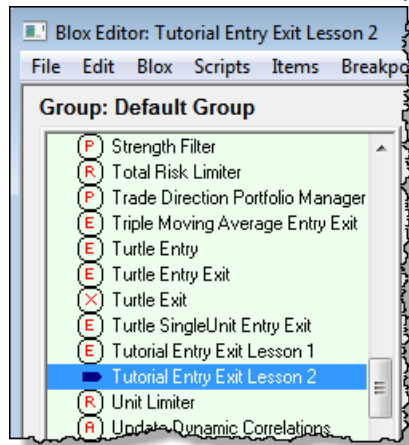 Blox Editor: Tutorial Entry Exit Lesson 2
File Edit Blox Scripts Items Breakpo
Group: Default Group
P Strength Filter
R Total Risk Limiter
P Trade Direction Portfolio Manager
E Triple Moving Average Entry Exit
E Turtle Entry
E Turtle Entry Exit
X Turtle Exit
E Turtle SingleUnit Entry Exit
E Tutorial Entry Exit Lesson 1
Tutorial Entry Exit Lesson 2
R Unit Limiter
A Update Dynamic Correlations